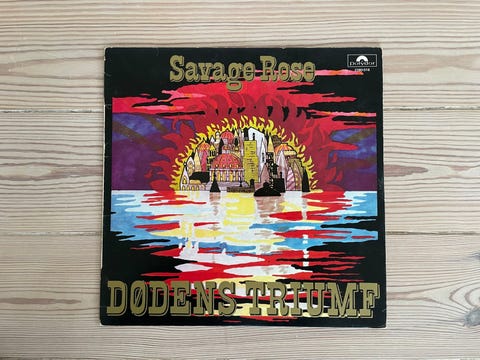 Savage Rose
polydor
DØDENS TRIUMF